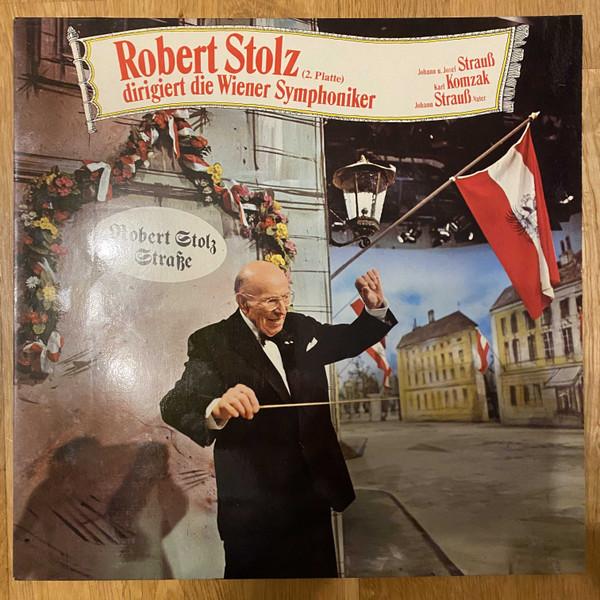 Robert Stolz (2. Platte)
dirigiert die Wiener Symphoniker
Johann u. Josef Strauß
Karl Komzak
Johann Strauß Vater
Robert Stolz
Straße